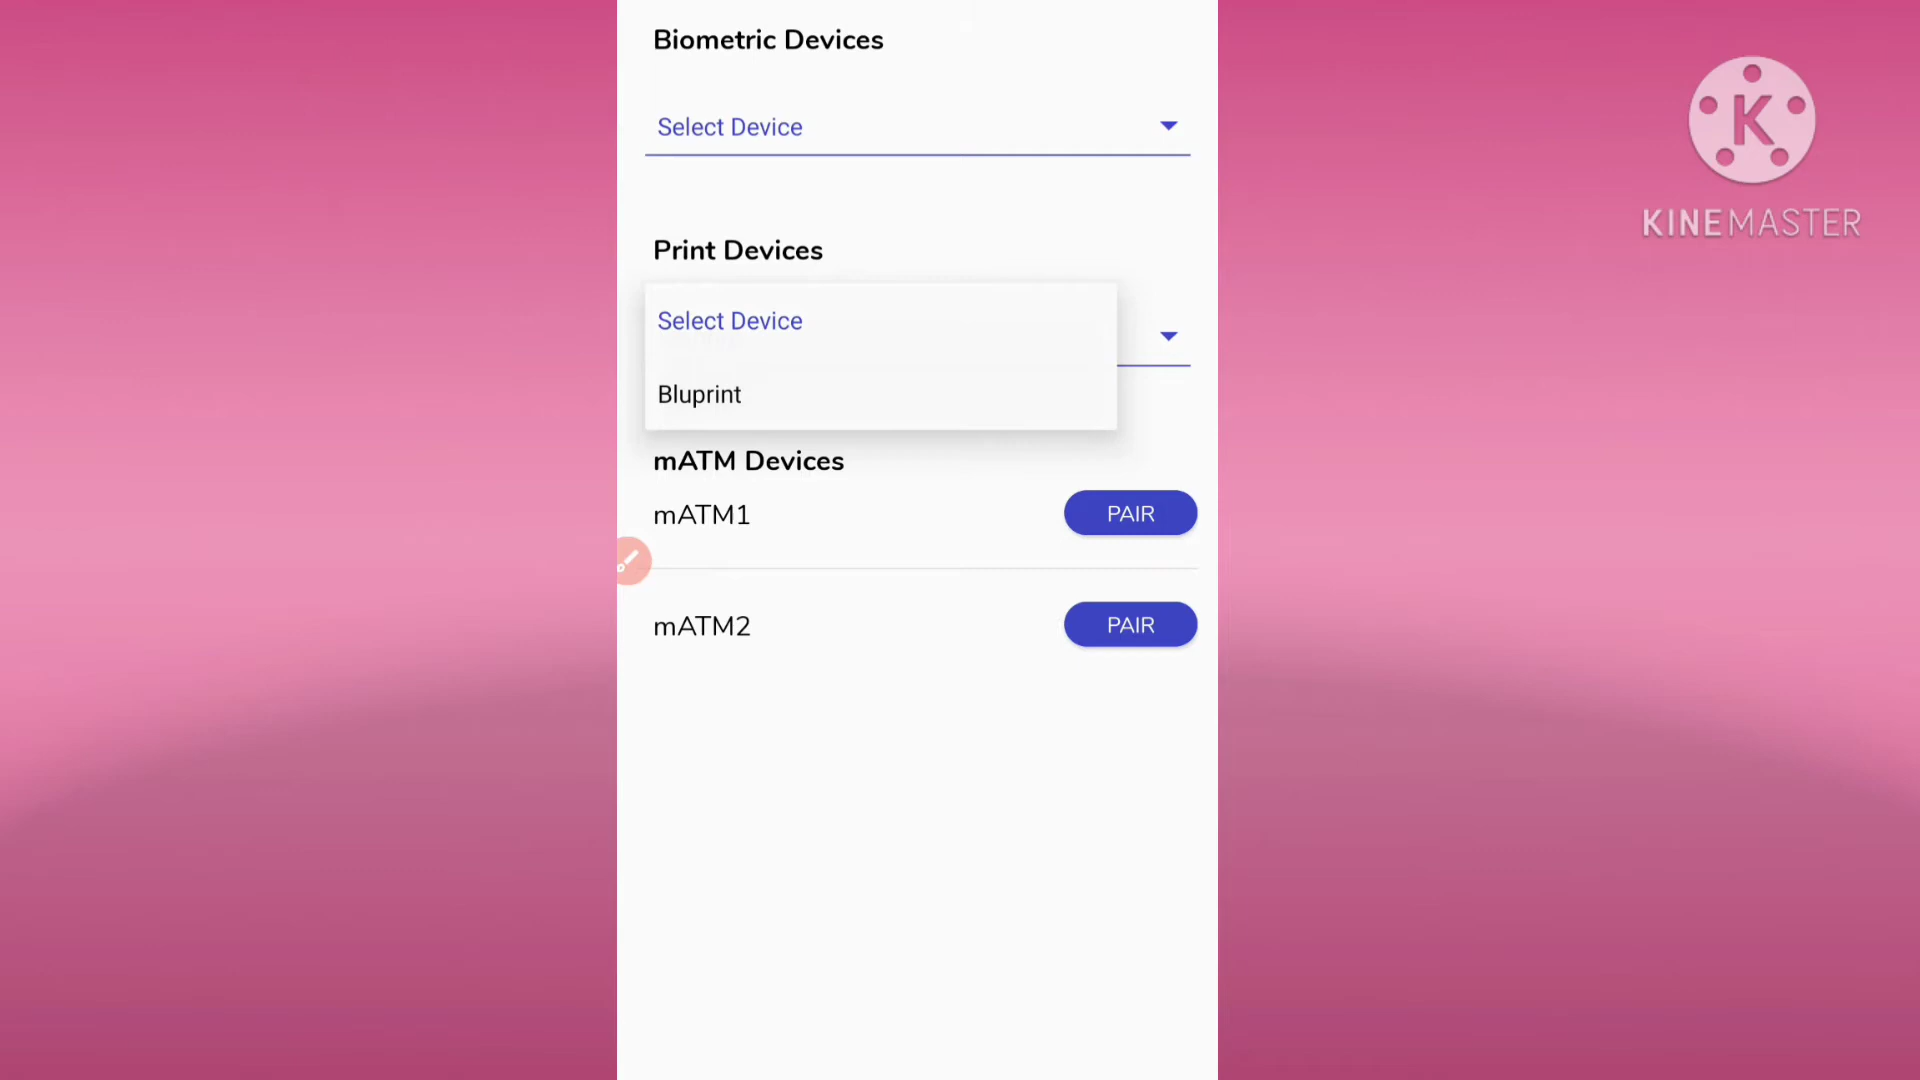 Biometric Devices
Select Device
Print Devices
Select Device
Bluprint
mATM Devices
mATM1
PAIR
mATM2
PAIR
K
KINEMASTER